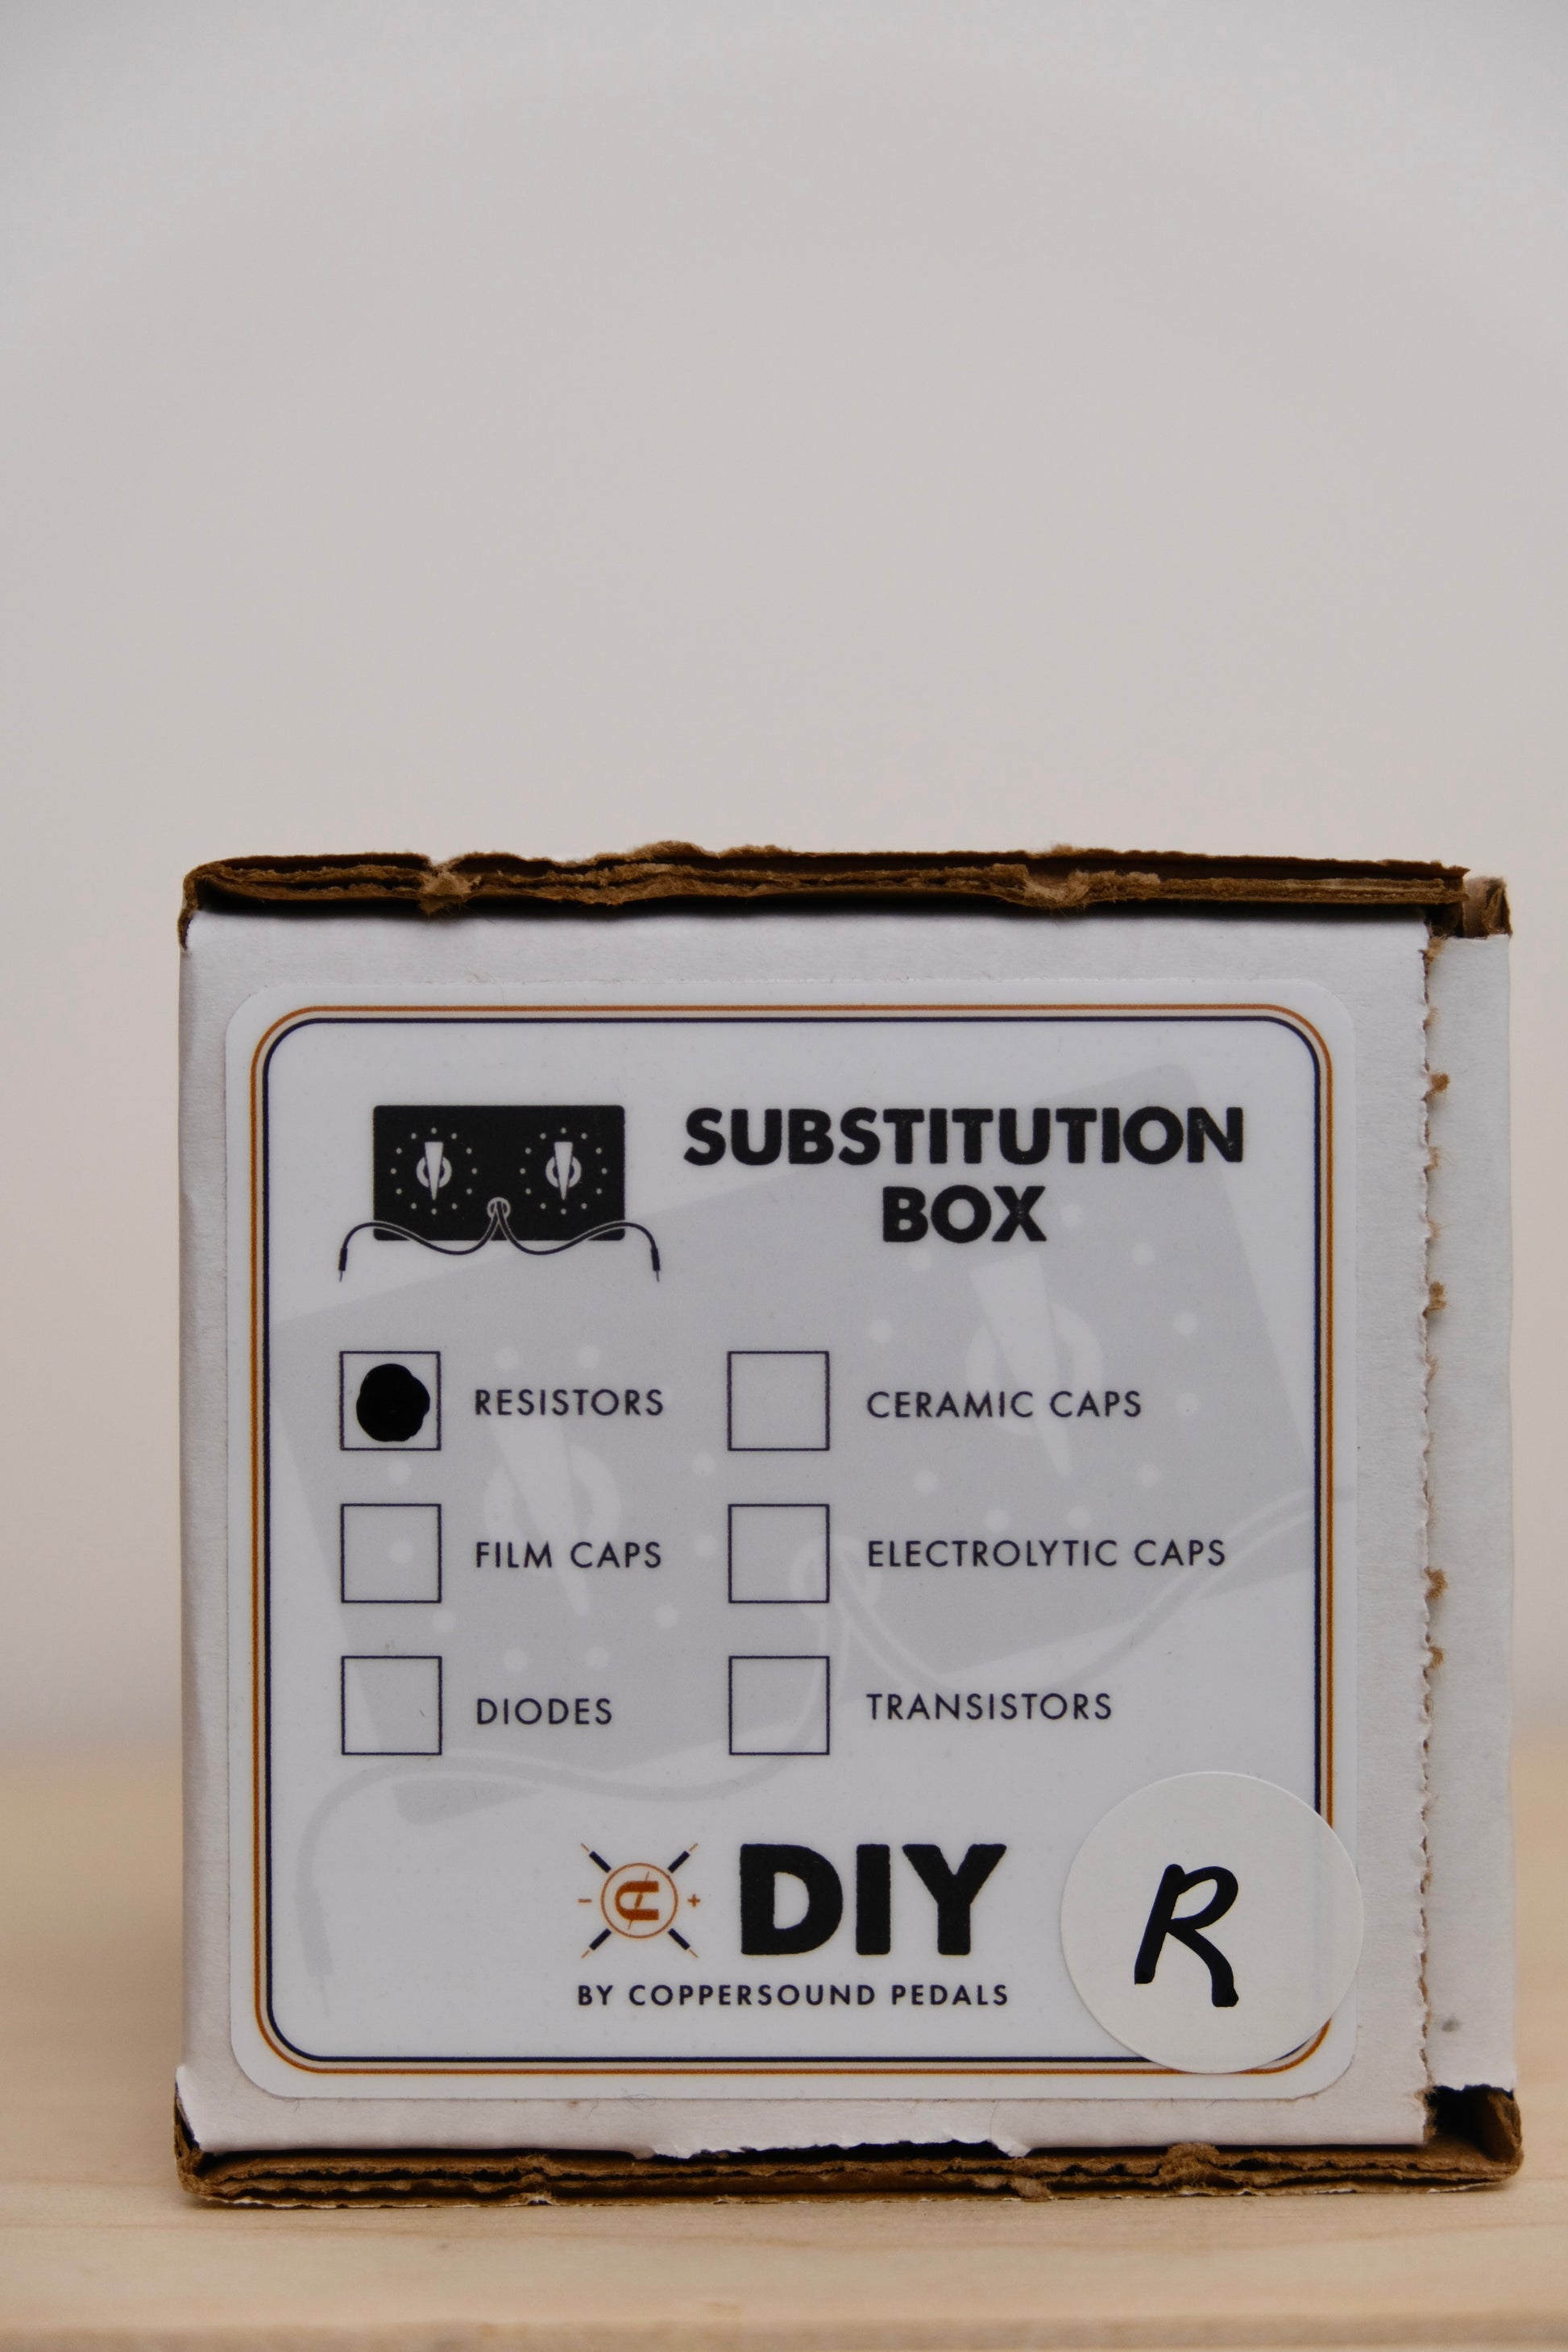 SUBSTITUTION
BOX
RESISTORS
CERAMIC CAPS
FILM CAPS
ELECTROLYTIC CAPS
DIODES
TRANSISTORS
- +
DIY
BY COPPERSOUND PEDALS
R